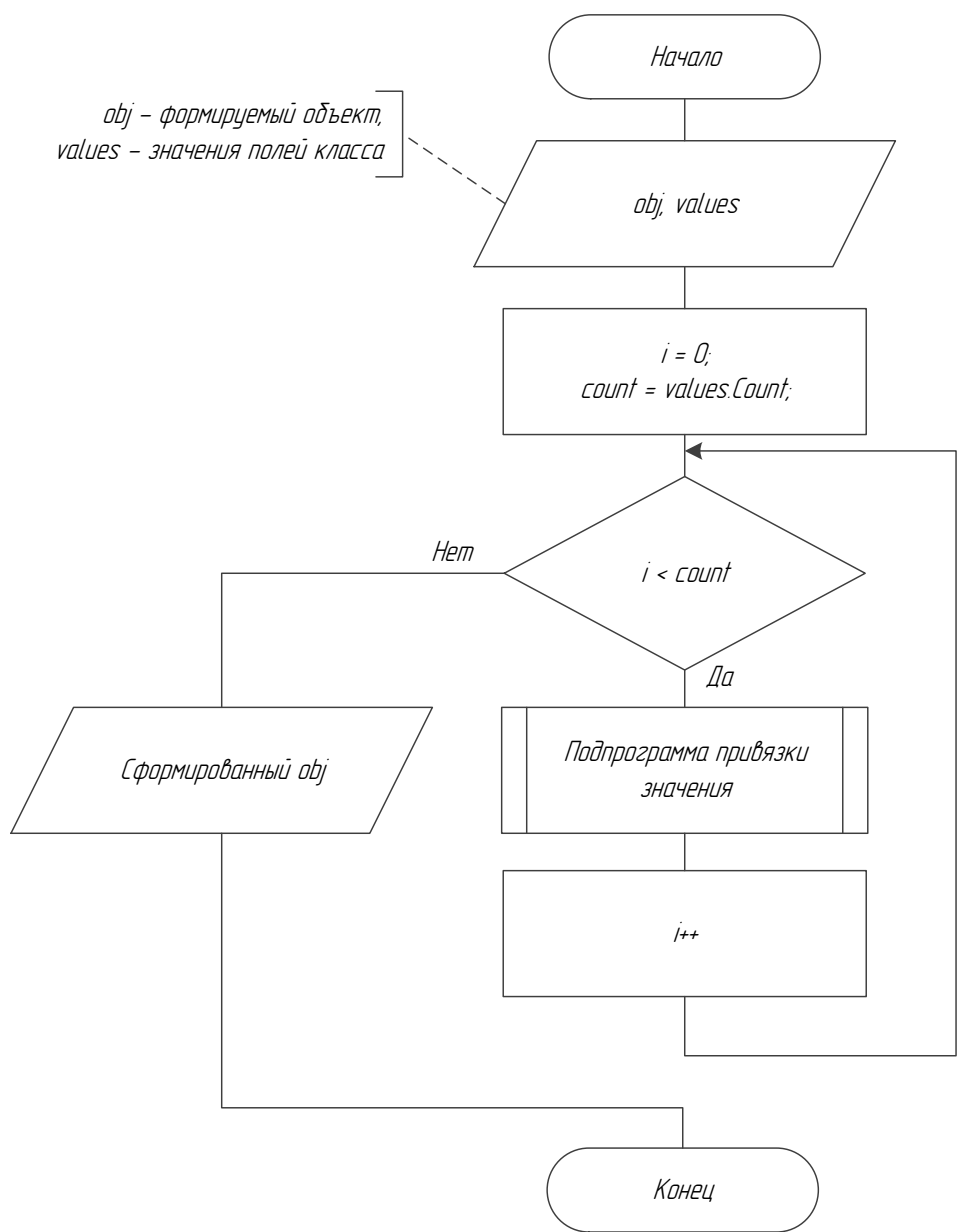 Начало
obj – формируемый объект,
values – значения полей класса
obj, values
i = 0;
count = values.Count;
i < count
Нет
Да
Сформированный obj
Подпрограмма привязки
значения
i++
Конец